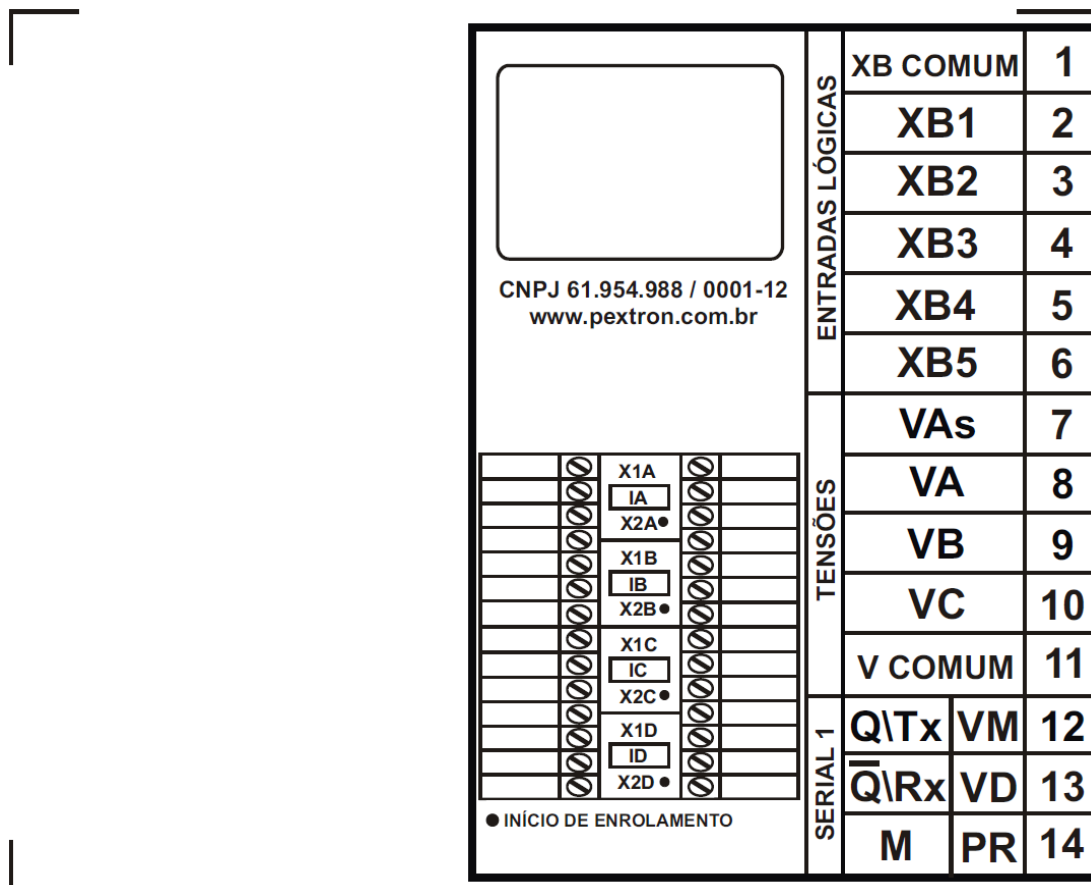 CNPJ 61.954.988 / 0001-12
www.pextron.com.br
X1A
IA
X2A
X1B
IB
X2B
X1C
IC
X2C
X1D
ID
X2D
INÍCIO DE ENROLAMENTO
ENTRADAS LÓGICAS
XB COMUM 1
XB1 2
XB2 3
XB3 4
XB4 5
XB5 6
TENSÕES
VAs 7
VA 8
VB 9
VC 10
V COMUM 11
SERIAL 1
Q\Tx VM 12
Q̅\Rx VD 13
M PR 14